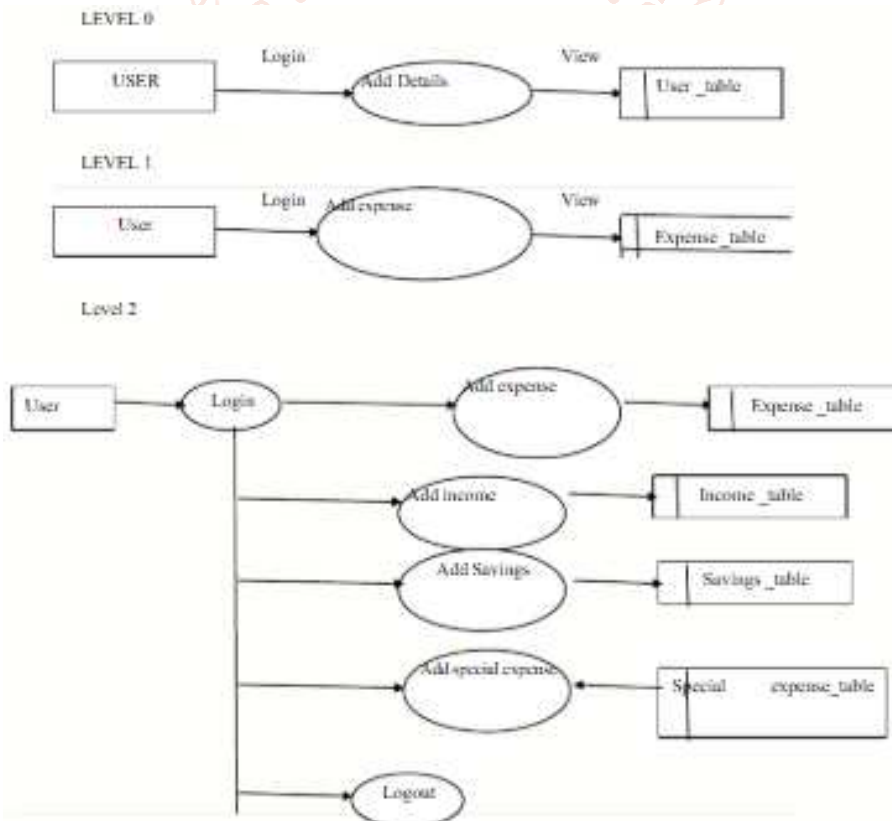 LEVEL 0
Login
View
USER
Add Details
User _table
LEVEL 1
Login
View
User
Add expense
Expense _table
Level 2
User
Login
Add expense
Expense _table
Add income
Income _table
Add Savings
Savings _table
Add special expense
Special expense_table
Logout